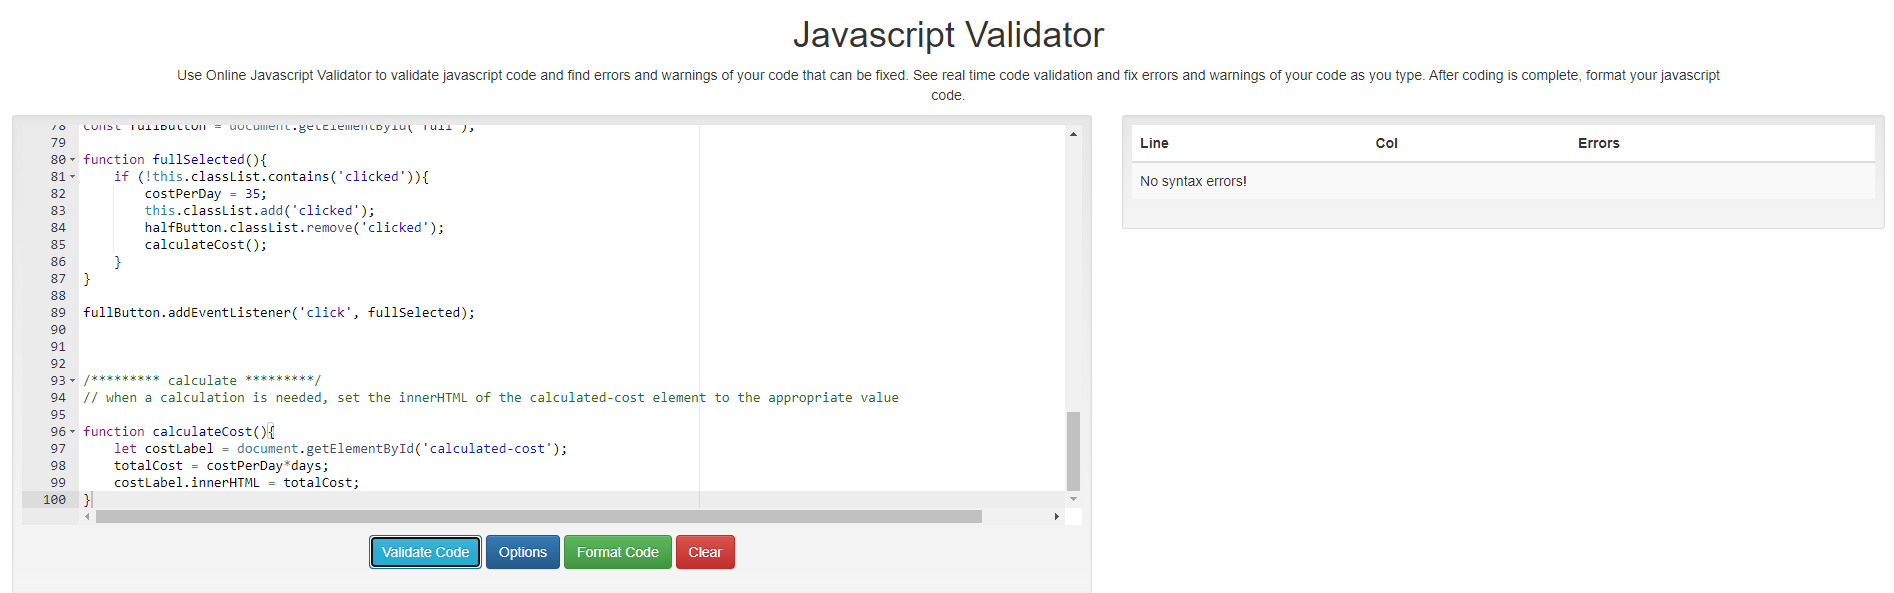 Javascript Validator
Use Online Javascript Validator to validate javascript code and find errors and warnings of your code that can be fixed. See real time code validation and fix errors and warnings of your code as you type. After coding is complete, format your javascript
code.
78 const fullButton = document.getElementById('full');
79
80 function fullSelected(){
81 if (!this.classList.contains('clicked')){
82 costPerDay = 35;
83 this.classList.add('clicked');
84 halfButton.classList.remove('clicked');
85 calculateCost();
86 }
87 }
88
89 fullButton.addEventListener('click', fullSelected);
90
91
92
93 /********* calculate *********/
94 // when a calculation is needed, set the innerHTML of the calculated-cost element to the appropriate value
95
96 function calculateCost(){
97 let costLabel = document.getElementById('calculated-cost');
98 totalCost = costPerDay*days;
99 costLabel.innerHTML = totalCost;
100 }
Validate Code Options Format Code Clear
Line Col Errors
No syntax errors!